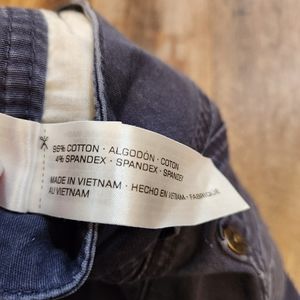 96% COTTON · ALGODÓN · COTON
4% SPANDEX · SPANDEX · SPANDEX
MADE IN VIETNAM · HECHO EN VIETNAM · FABRIQUÉ
AU VIETNAM